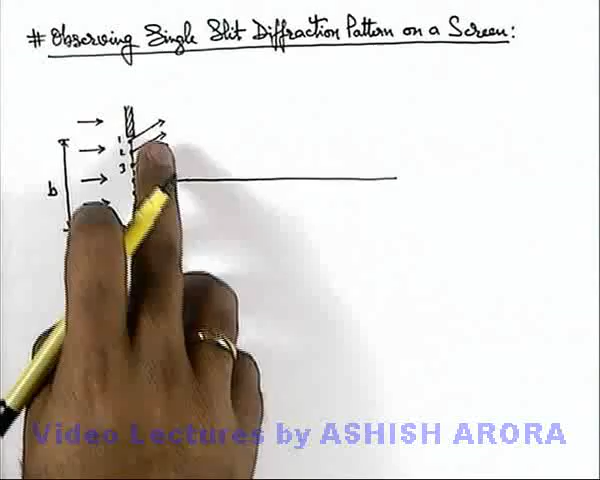 # Observing Single Slit Diffraction Pattern on a Screen:
1
2
3
b
Video Lectures by ASHISH ARORA